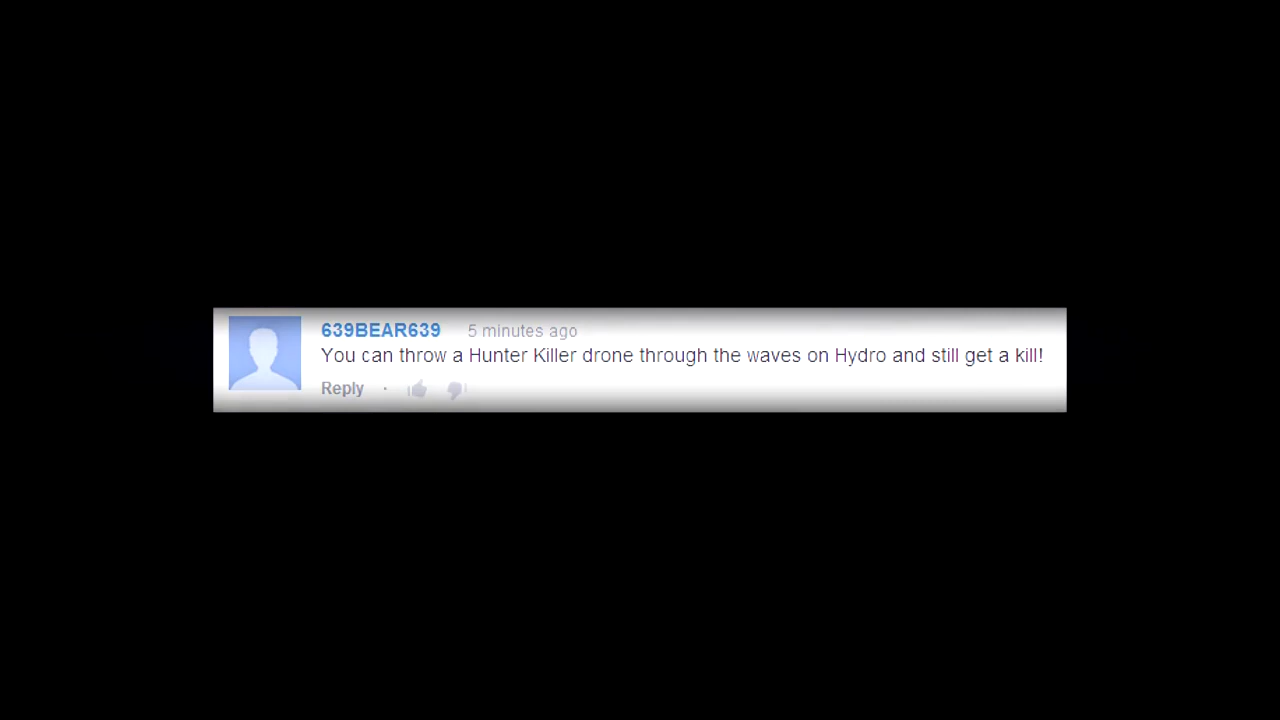 639BEAR639 5 minutes ago
You can throw a Hunter Killer drone through the waves on Hydro and still get a kill!
Reply ·